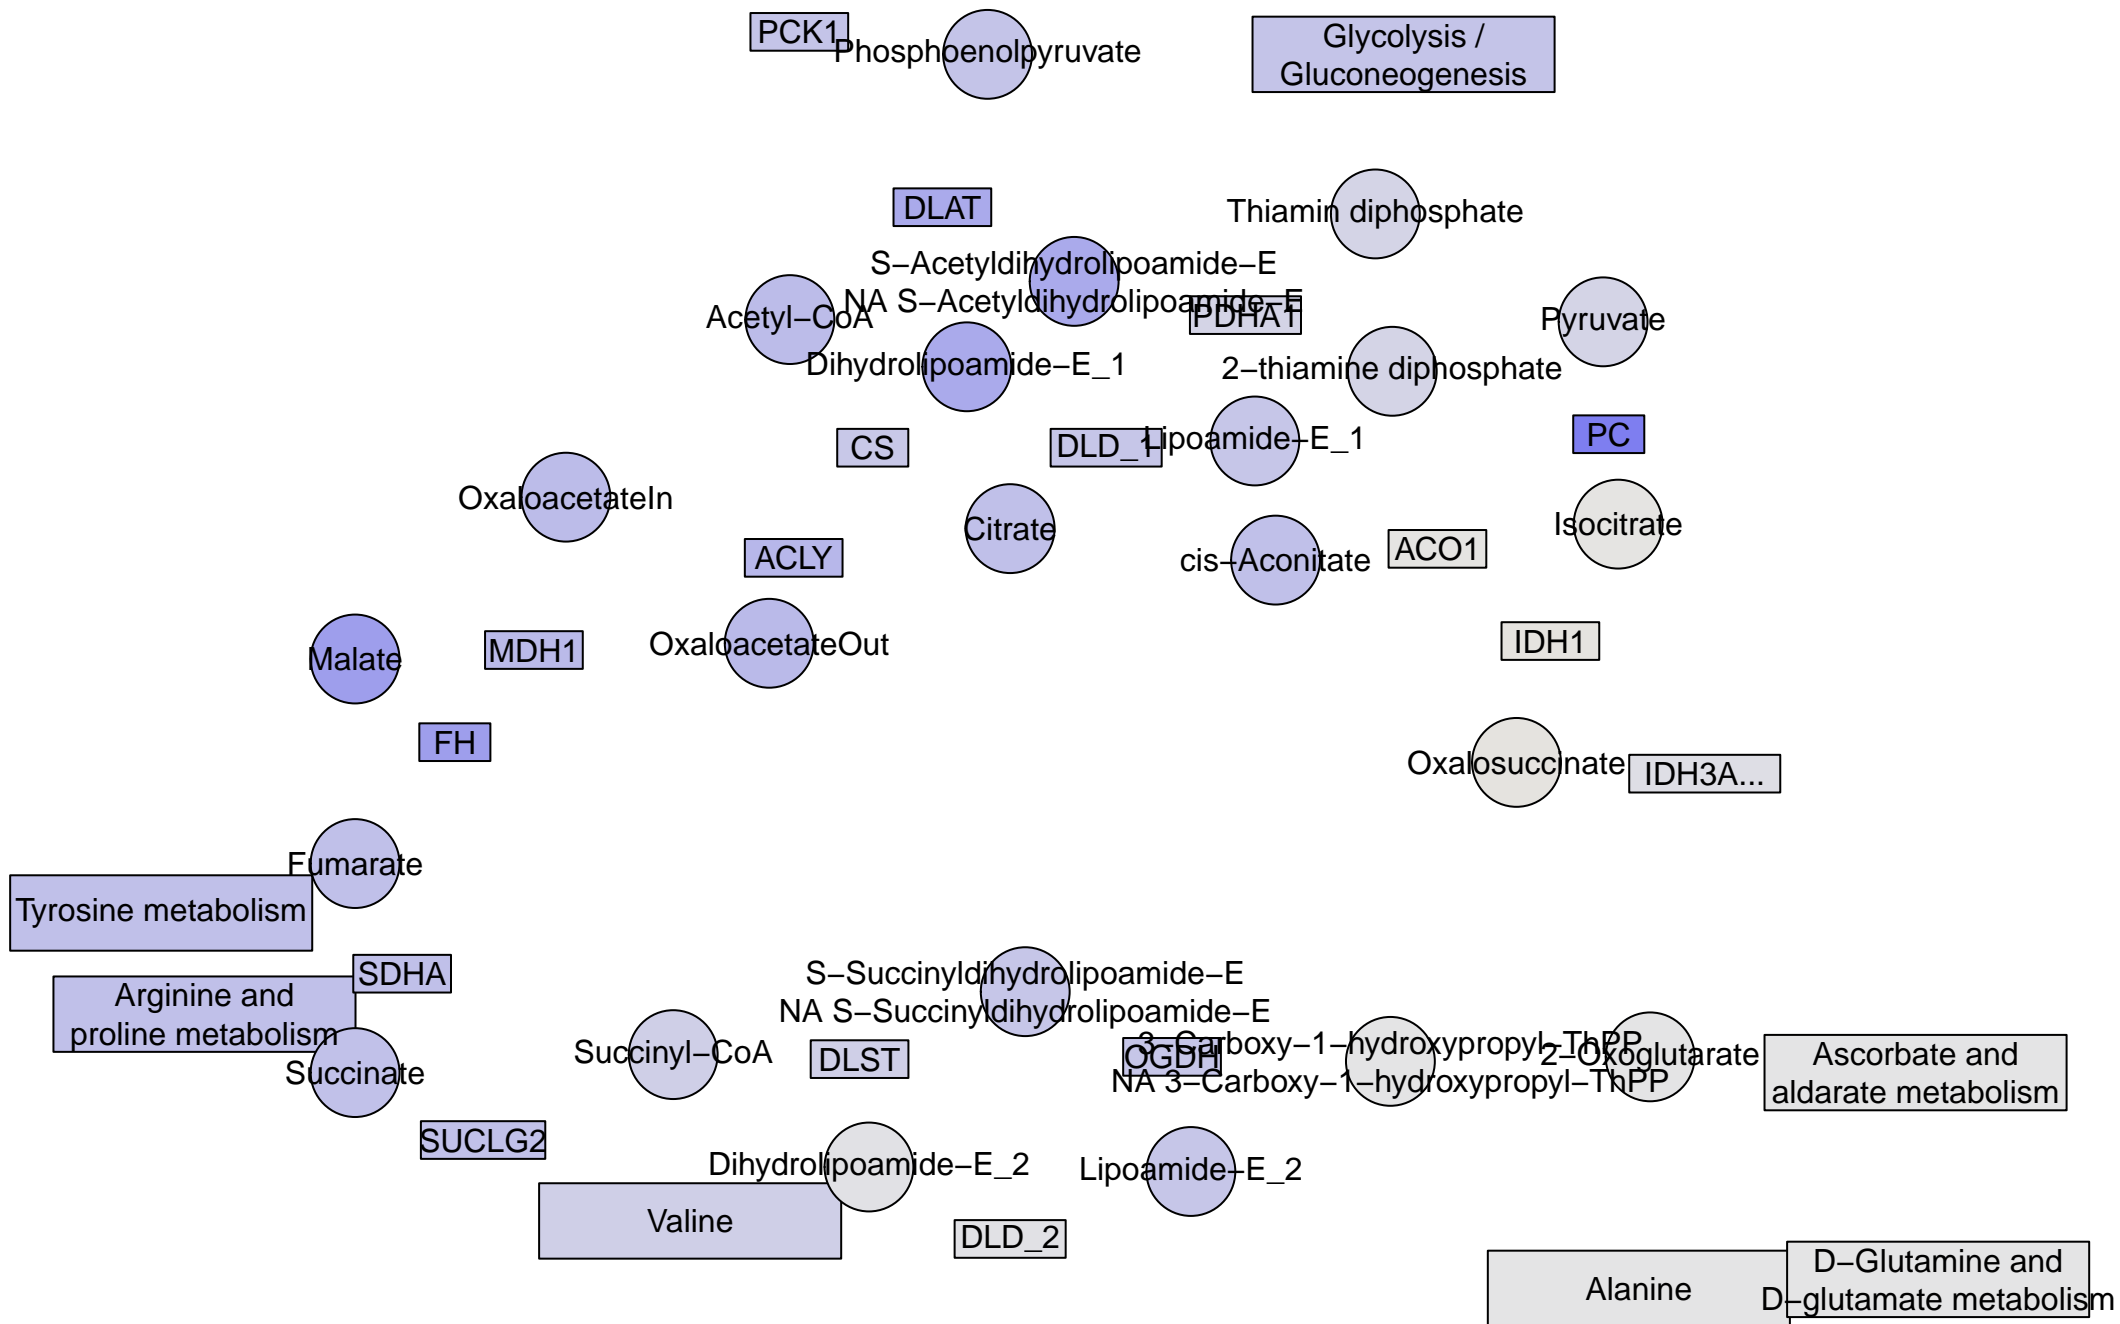 PCK1
Phosphoenolpyruvate
Glycolysis /
Gluconeogenesis
DLAT
Thiamin diphosphate
S−Acetyldihydrolipoamide−E
NA S−Acetyldihydrolipoamide−E
Acetyl−CoA
PDHA1
Pyruvate
Dihydrolipoamide−E_1
2−thiamine diphosphate
CS
DLD_1
Lipoamide−E_1
PC
OxaloacetateIn
Citrate
Isocitrate
ACLY
cis−Aconitate
ACO1
Malate
MDH1
OxaloacetateOut
IDH1
FH
Oxalosuccinate
IDH3A...
Fumarate
Tyrosine metabolism
SDHA
Arginine and
proline metabolism
S−Succinyldihydrolipoamide−E
NA S−Succinyldihydrolipoamide−E
Succinate
Succinyl−CoA
DLST
OGDH
3−Carboxy−1−hydroxypropyl−ThPP
NA 3−Carboxy−1−hydroxypropyl−ThPP
2−Oxoglutarate
Ascorbate and
aldarate metabolism
SUCLG2
Dihydrolipoamide−E_2
Lipoamide−E_2
Valine
DLD_2
Alanine
D−Glutamine and
D−glutamate metabolism